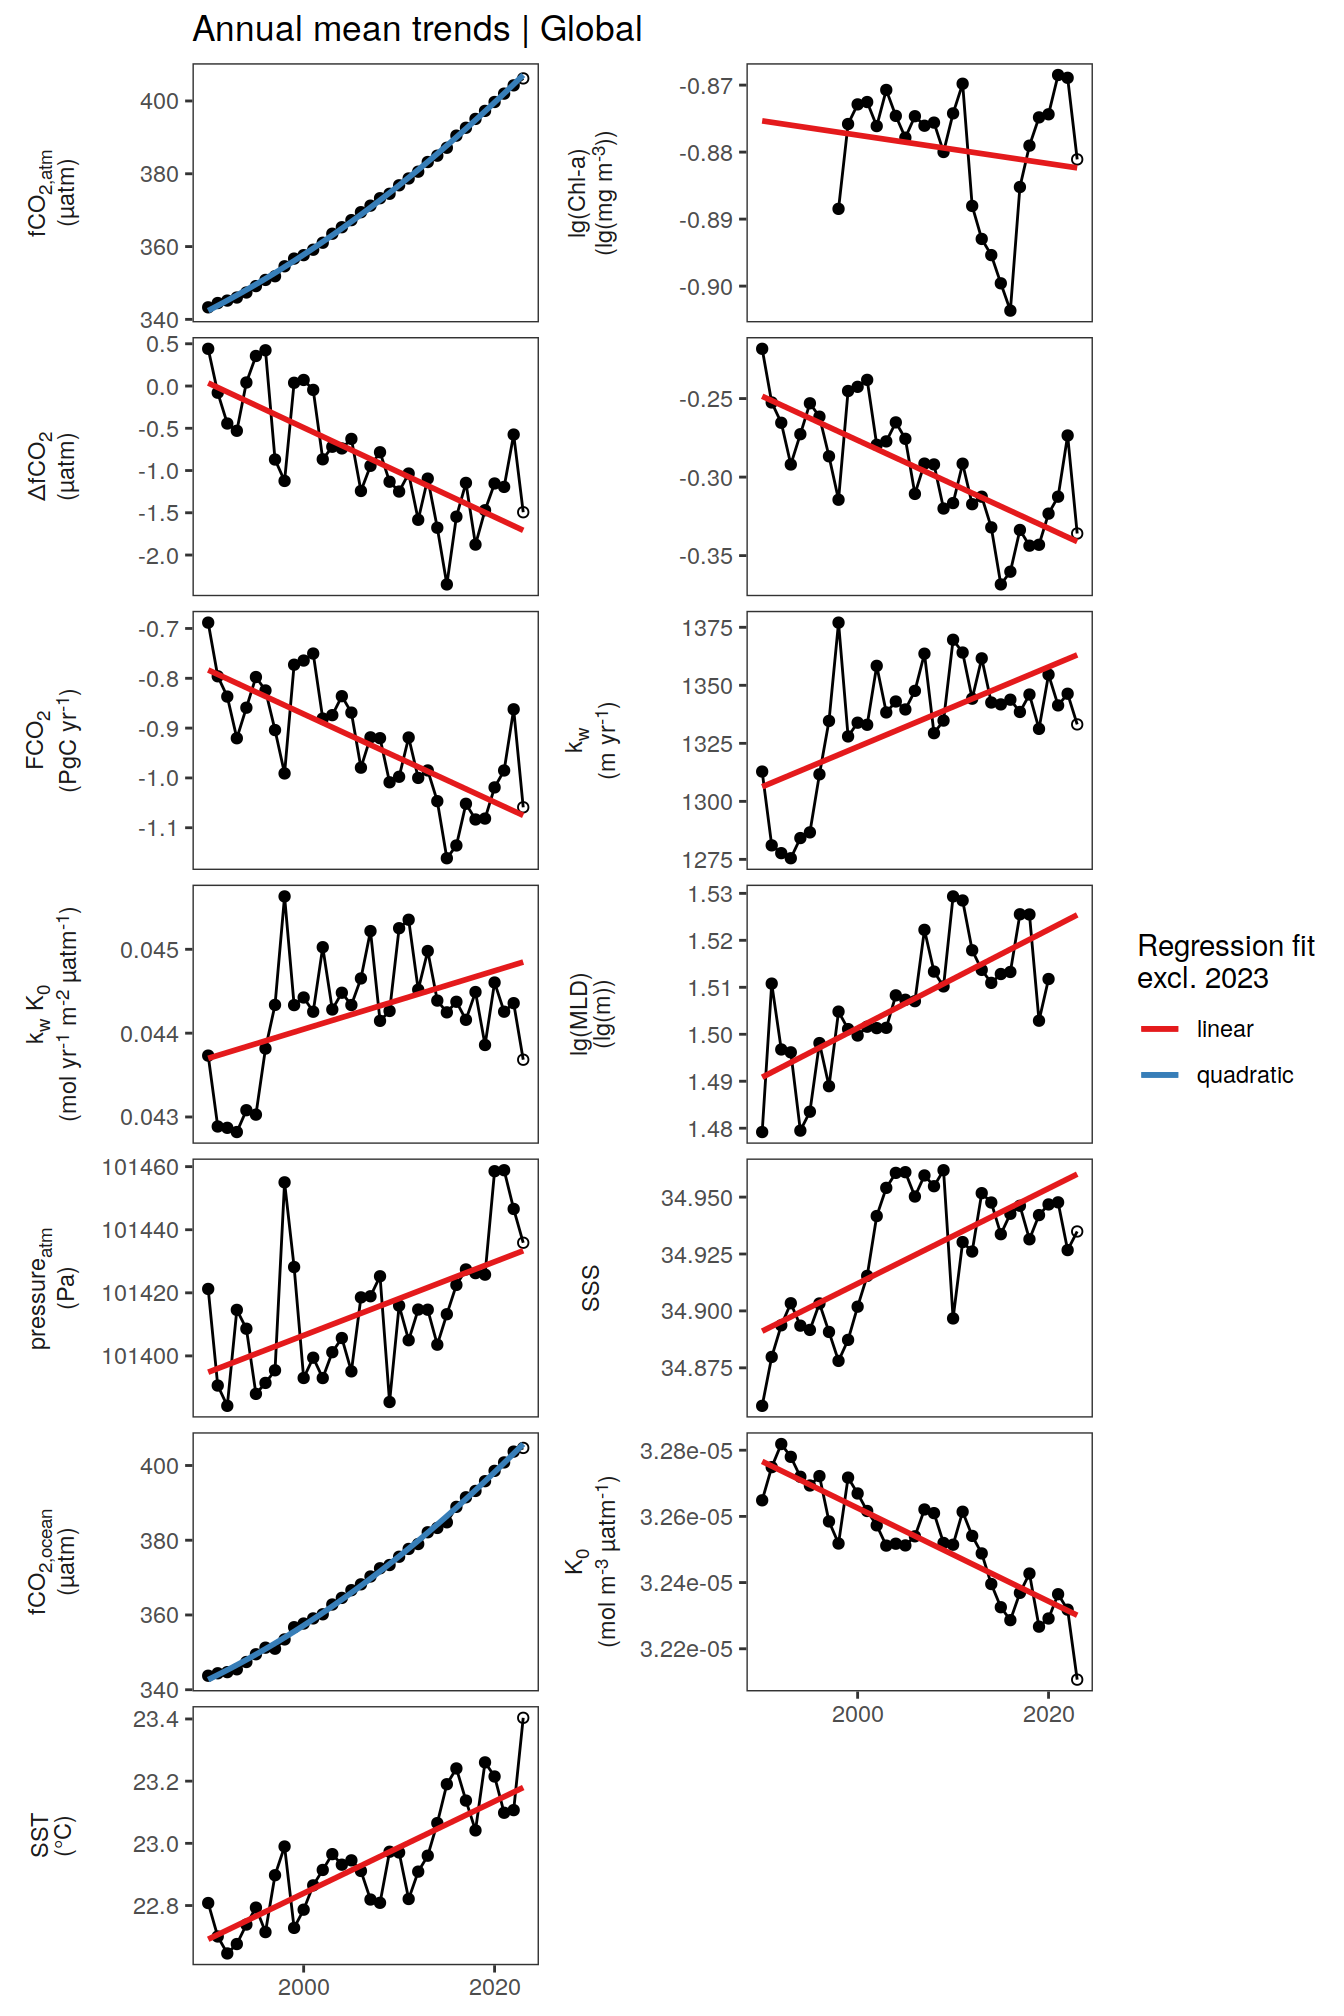 Annual mean trends | Global
fCO2,atm
(µatm)
400
380
360
340
lg(Chl-a)
(lg(mg m-3))
-0.87
-0.88
-0.89
-0.90
ΔfCO2
(µatm)
0.5
0.0
-0.5
-1.0
-1.5
-2.0
-0.25
-0.30
-0.35
FCO2
(PgC yr-1)
-0.7
-0.8
-0.9
-1.0
-1.1
kw
(m yr-1)
1375
1350
1325
1300
1275
kw K0
(mol yr-1 m-2 µatm-1)
0.045
0.044
0.043
lg(MLD)
(lg(m))
1.53
1.52
1.51
1.50
1.49
1.48
Regression fit
excl. 2023
linear
quadratic
pressureatm
(Pa)
101460
101440
101420
101400
SSS
34.950
34.925
34.900
34.875
fCO2,ocean
(µatm)
400
380
360
340
K0
(mol m-3 µatm-1)
3.28e-05
3.26e-05
3.24e-05
3.22e-05
2000
2020
SST
(°C)
23.4
23.2
23.0
22.8
2000
2020